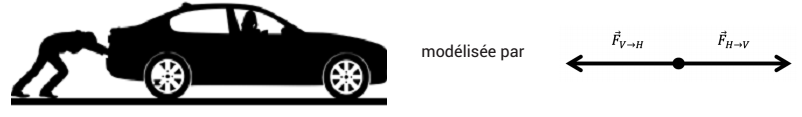 modélisée par
F⃗V→H
F⃗H→V